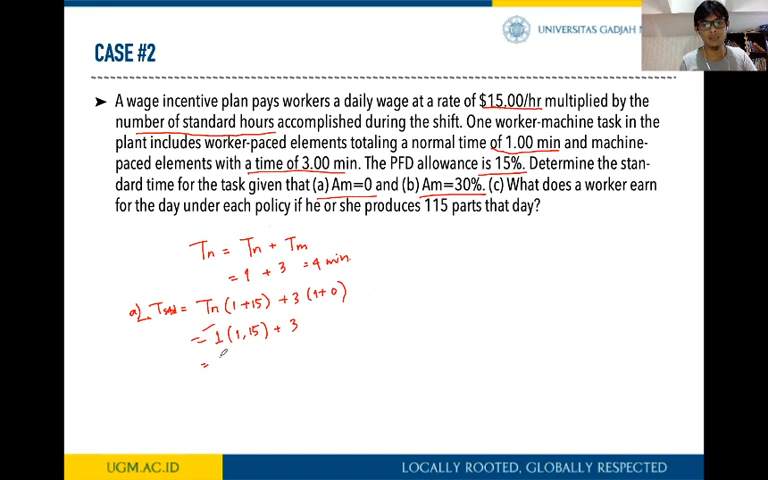 UNIVERSITAS GADJAH
CASE #2
➤ A wage incentive plan pays workers a daily wage at a rate of $15.00/hr multiplied by the
number of standard hours accomplished during the shift. One worker-machine task in the
plant includes worker-paced elements totaling a normal time of 1.00 min and machine-
paced elements with a time of 3.00 min. The PFD allowance is 15%. Determine the stan-
dard time for the task given that (a) Am=0 and (b) Am=30%. (c) What does a worker earn
for the day under each policy if he or she produces 115 parts that day?
Tn = Tn + Tm
= 1 + 3 = 4 min
a). Tstd = Tn (1+15) + 3 (1+0)
= 1 (1,15) + 3
=
UGM.AC.ID
LOCALLY ROOTED, GLOBALLY RESPECTED